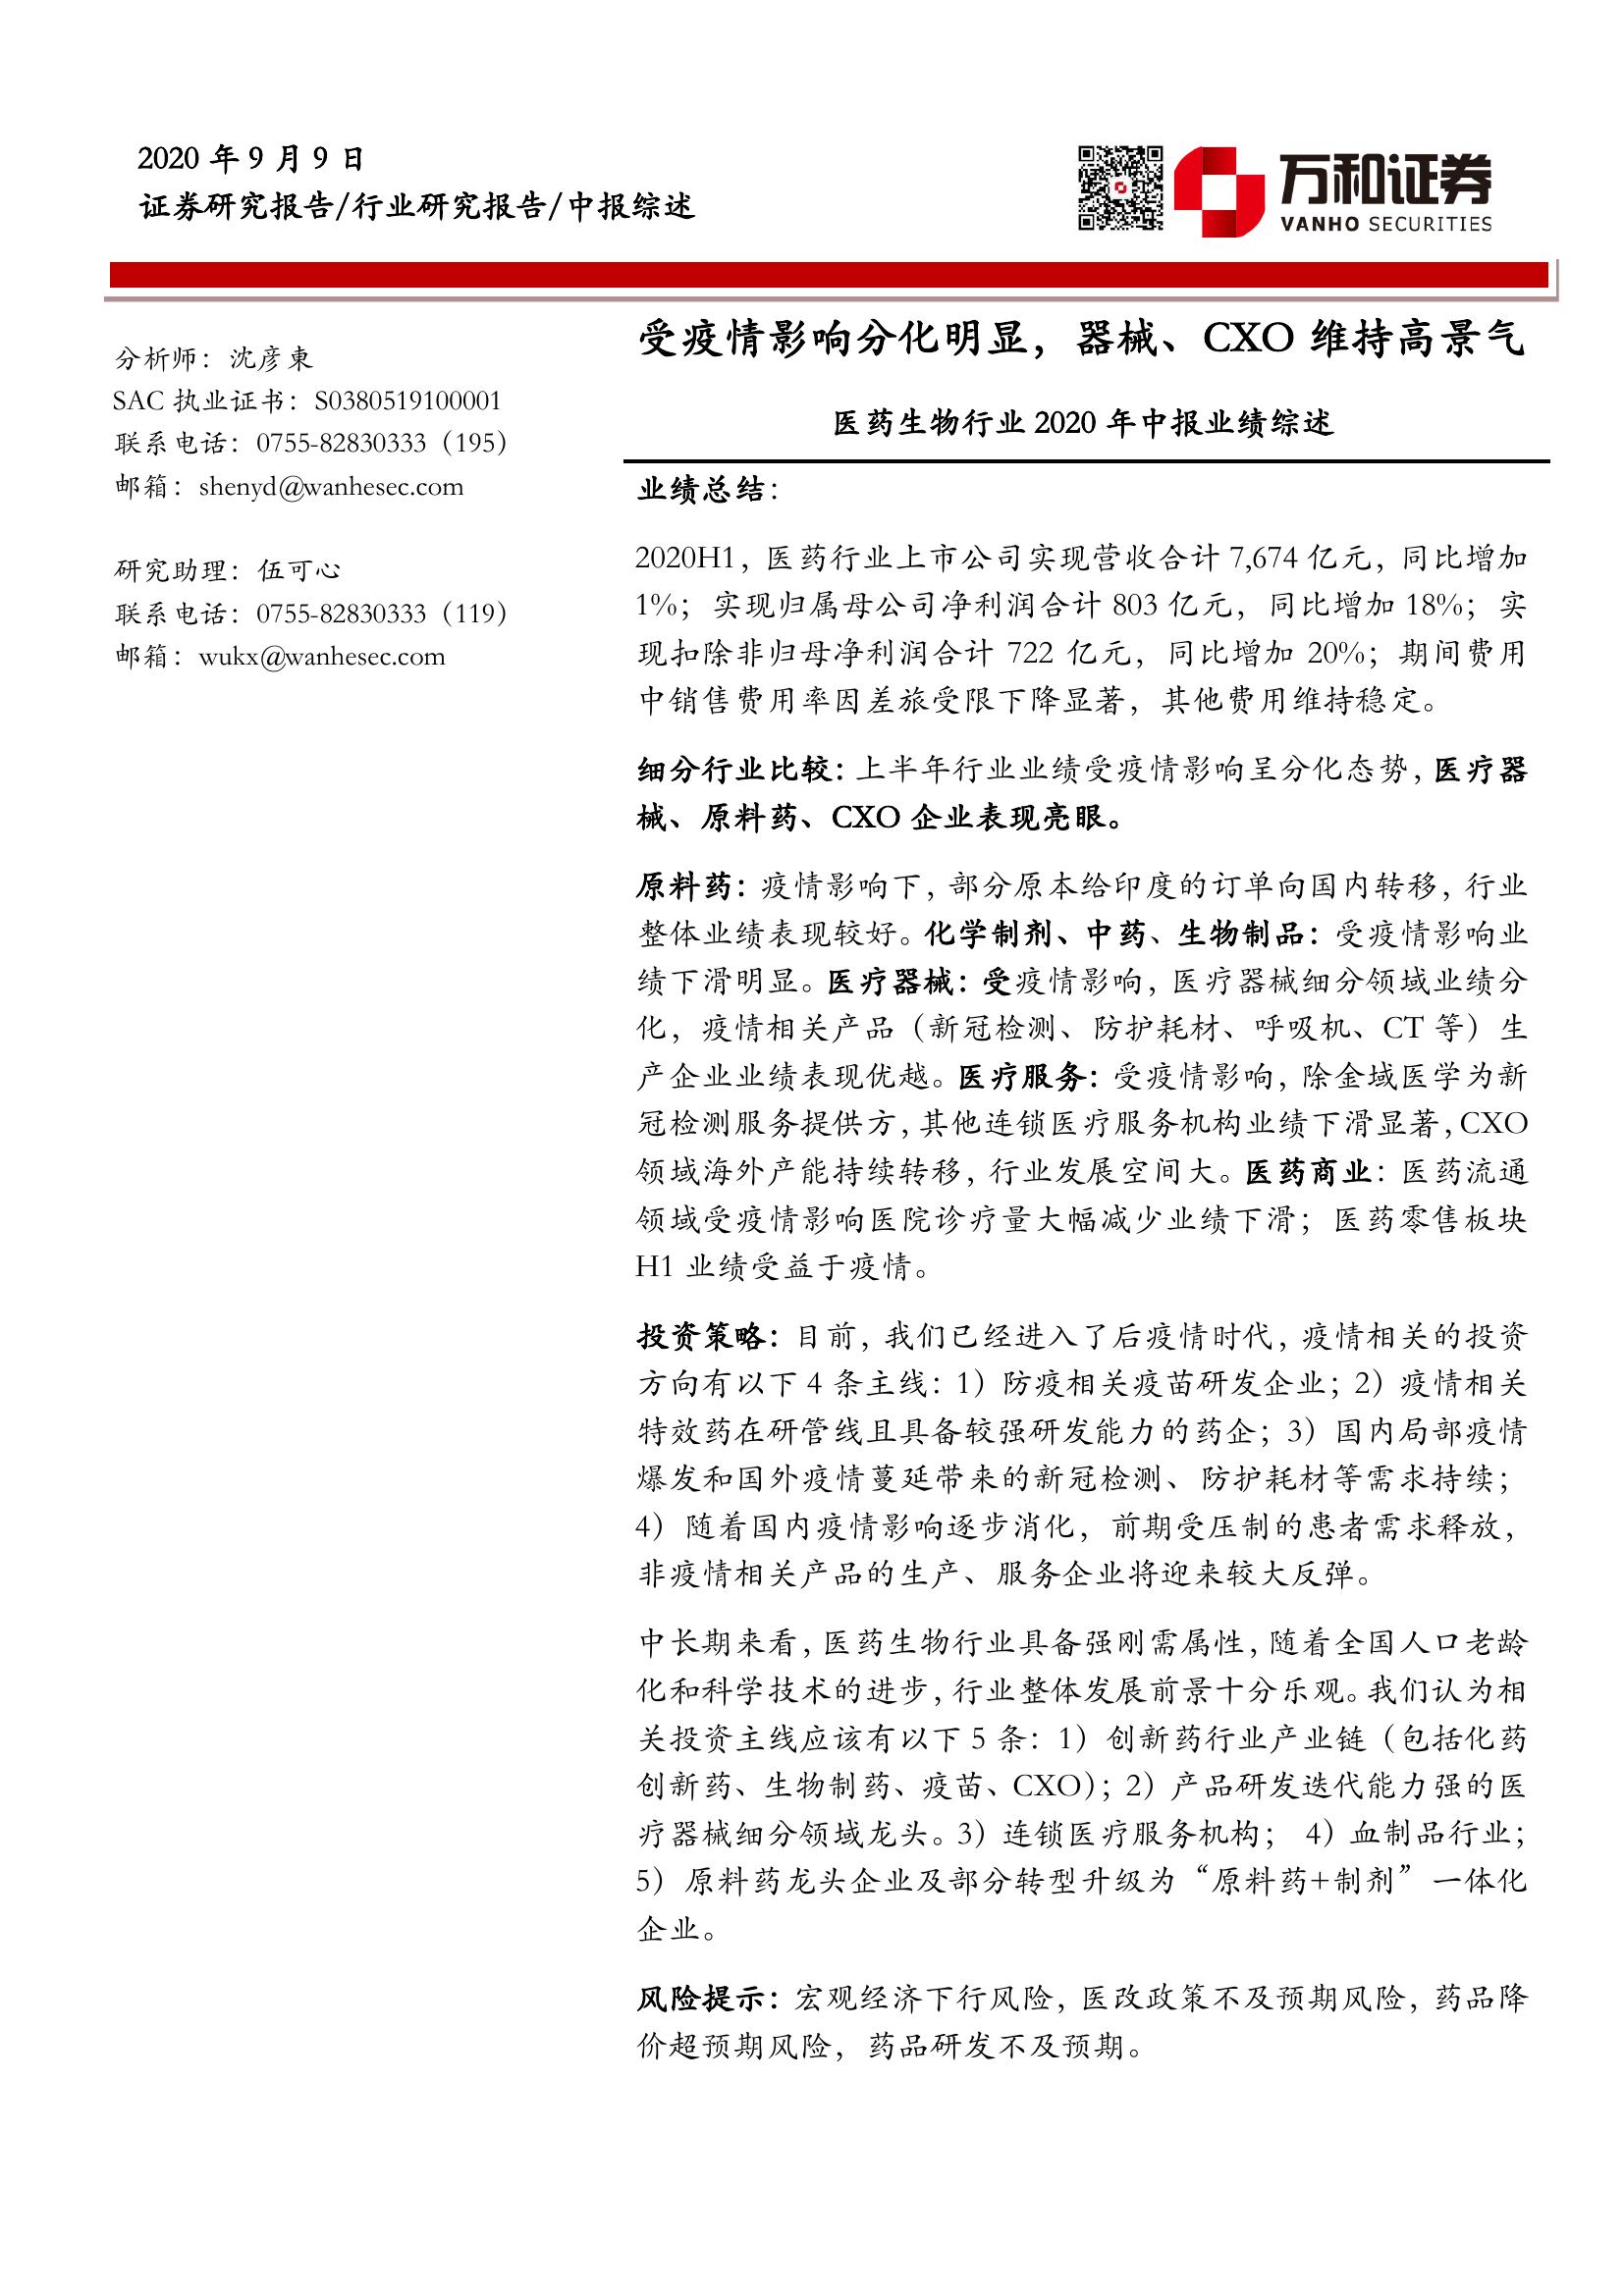 2020 年 9 月 9 日
证券研究报告/行业研究报告/中报综述
万和证券
VANHO SECURITIES
分析师：沈彦東
SAC 执业证书：S0380519100001
联系电话：0755-82830333（195）
邮箱：shenyd@wanhesec.com
研究助理：伍可心
联系电话：0755-82830333（119）
邮箱：wukx@wanhesec.com
受疫情影响分化明显，器械、CXO 维持高景气
医药生物行业 2020 年中报业绩综述
业绩总结：
2020H1，医药行业上市公司实现营收合计 7,674 亿元，同比增加
1%；实现归属母公司净利润合计 803 亿元，同比增加 18%；实
现扣除非归母净利润合计 722 亿元，同比增加 20%；期间费用
中销售费用率因差旅受限下降显著，其他费用维持稳定。
细分行业比较：上半年行业业绩受疫情影响呈分化态势，医疗器
械、原料药、CXO 企业表现亮眼。
原料药：疫情影响下，部分原本给印度的订单向国内转移，行业
整体业绩表现较好。化学制剂、中药、生物制品：受疫情影响业
绩下滑明显。医疗器械：受疫情影响，医疗器械细分领域业绩分
化，疫情相关产品（新冠检测、防护耗材、呼吸机、CT 等）生
产企业业绩表现优越。医疗服务：受疫情影响，除金域医学为新
冠检测服务提供方，其他连锁医疗服务机构业绩下滑显著，CXO
领域海外产能持续转移，行业发展空间大。医药商业：医药流通
领域受疫情影响医院诊疗量大幅减少业绩下滑；医药零售板块
H1 业绩受益于疫情。
投资策略：目前，我们已经进入了后疫情时代，疫情相关的投资
方向有以下 4 条主线：1）防疫相关疫苗研发企业；2）疫情相关
特效药在研管线且具备较强研发能力的药企；3）国内局部疫情
爆发和国外疫情蔓延带来的新冠检测、防护耗材等需求持续；
4）随着国内疫情影响逐步消化，前期受压制的患者需求释放，
非疫情相关产品的生产、服务企业将迎来较大反弹。
中长期来看，医药生物行业具备强刚需属性，随着全国人口老龄
化和科学技术的进步，行业整体发展前景十分乐观。我们认为相
关投资主线应该有以下 5 条：1）创新药行业产业链（包括化药
创新药、生物制药、疫苗、CXO）；2）产品研发迭代能力强的医
疗器械细分领域龙头。3）连锁医疗服务机构； 4）血制品行业；
5）原料药龙头企业及部分转型升级为“原料药+制剂”一体化
企业。
风险提示：宏观经济下行风险，医改政策不及预期风险，药品降
价超预期风险，药品研发不及预期。